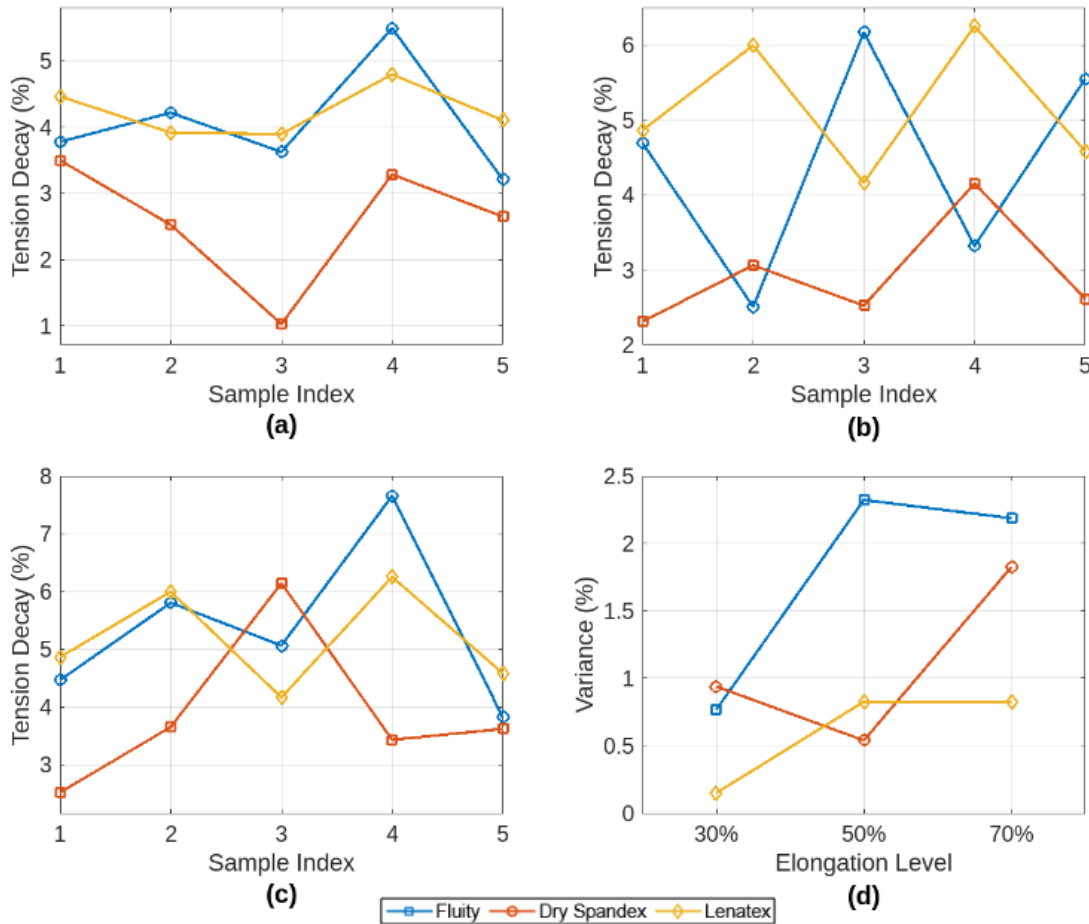 Tension Decay (%)
5
4
3
2
1
1 2 3 4 5
Sample Index
(a)
Tension Decay (%)
6
5
4
3
2
1 2 3 4 5
Sample Index
(b)
Tension Decay (%)
8
7
6
5
4
3
1 2 3 4 5
Sample Index
(c)
Variance (%)
2.5
2
1.5
1
0.5
0
30% 50% 70%
Elongation Level
(d)
Fluity Dry Spandex Lenatex